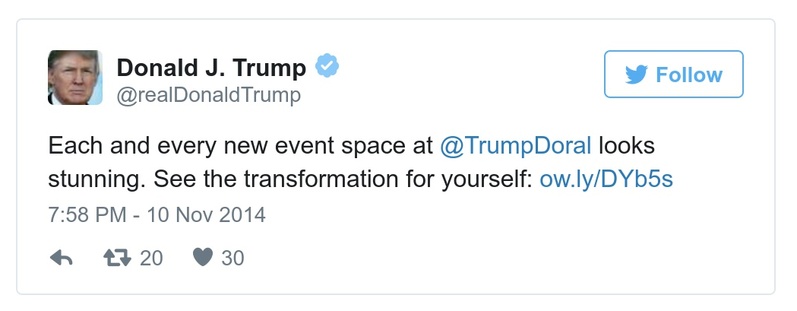 Donald J. Trump
Follow
@realDonaldTrump
Each and every new event space at @TrumpDoral looks
stunning. See the transformation for yourself: ow.ly/DYb5s
7:58 PM - 10 Nov 2014
20 30